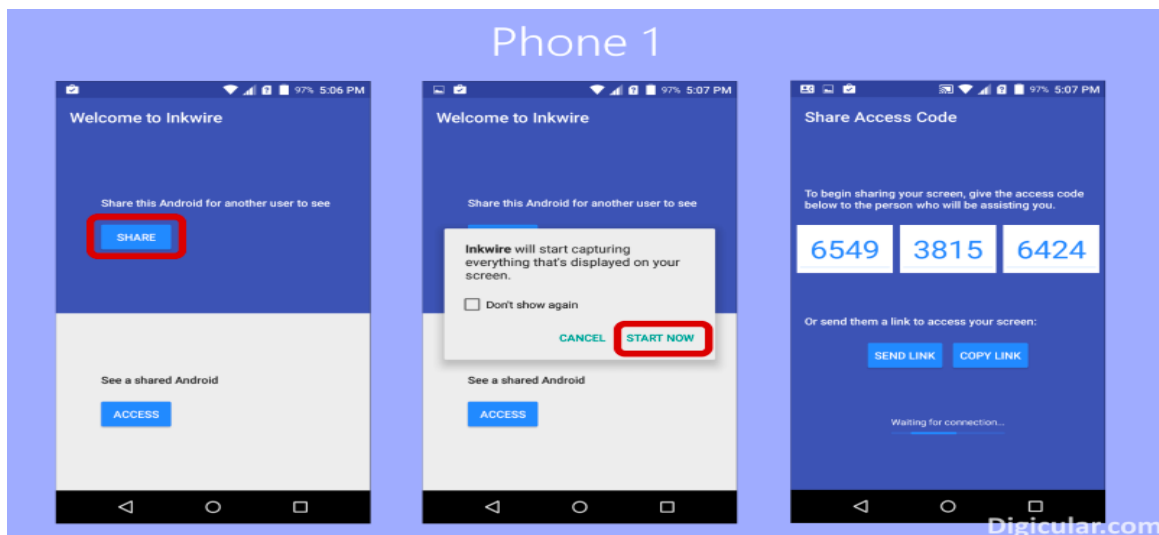 Phone 1
97% 5:06 PM
Welcome to Inkwire
Share this Android for another user to see
SHARE
See a shared Android
ACCESS
97% 5:07 PM
Welcome to Inkwire
Share this Android for another user to see
Inkwire will start capturing
everything that's displayed on your
screen.
Don't show again
CANCEL START NOW
See a shared Android
ACCESS
97% 5:07 PM
Share Access Code
To begin sharing your screen, give the access code
below to the person who will be assisting you.
6549 3815 6424
Or send them a link to access your screen:
SEND LINK COPY LINK
Waiting for connection...
Digicular.com